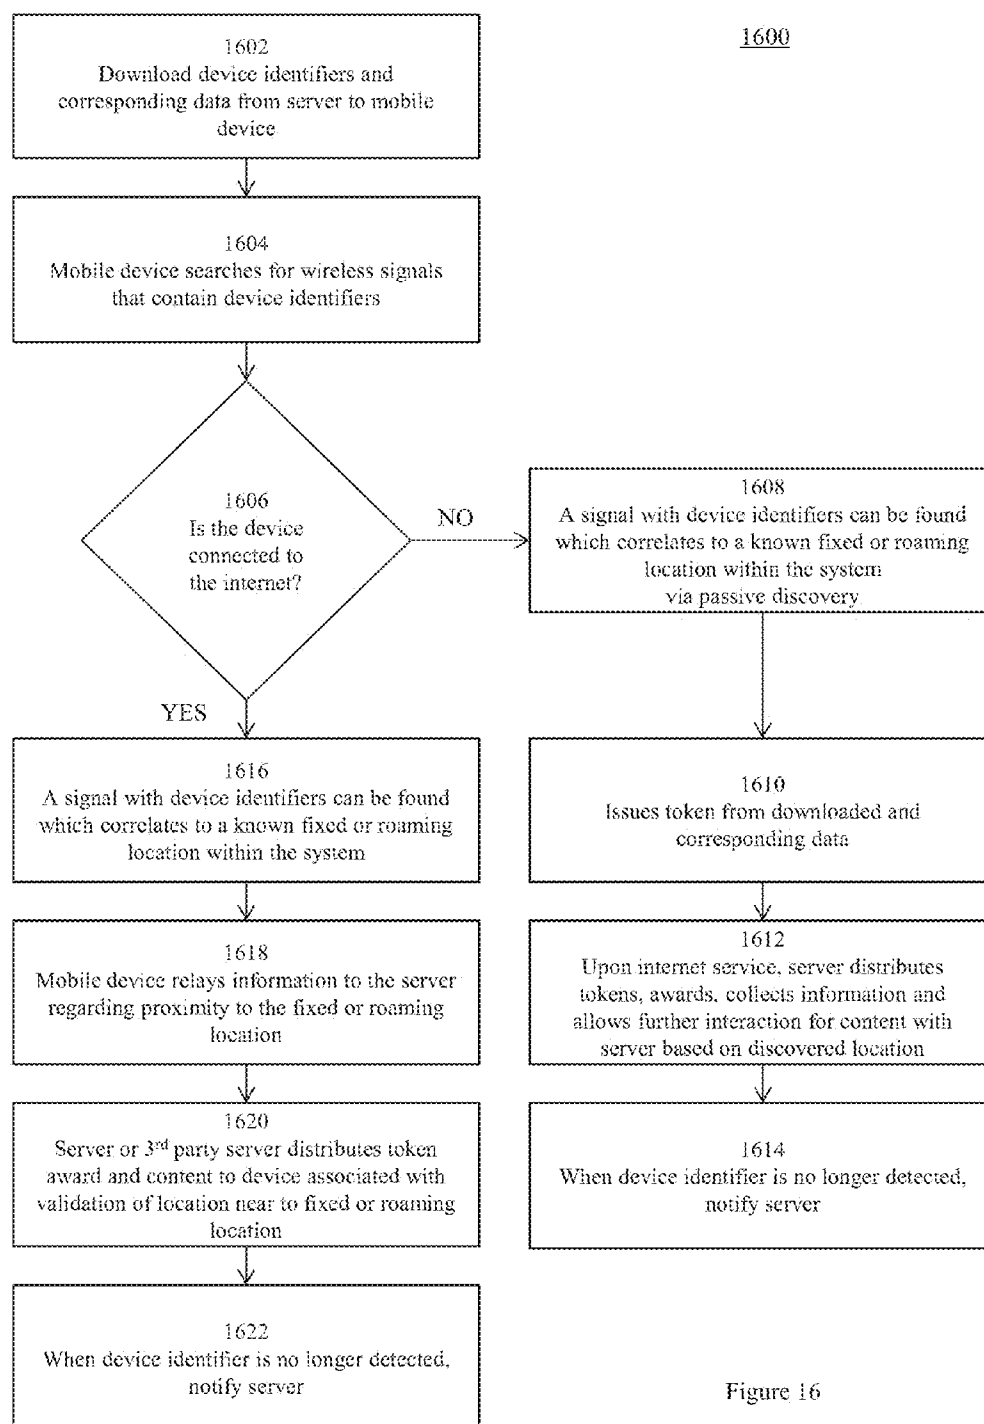 1600
1602
Download device identifiers and
corresponding data from server to mobile
device
1604
Mobile device searches for wireless signals
that contain device identifiers
1606
Is the device
connected to
the internet?
NO
1608
A signal with device identifiers can be found
which correlates to a known fixed or roaming
location within the system
via passive discovery
YES
1616
A signal with device identifiers can be found
which correlates to a known fixed or roaming
location within the system
1610
Issues token from downloaded and
corresponding data
1618
Mobile device relays information to the server
regarding proximity to the fixed or roaming
location
1612
Upon internet service, server distributes
tokens, awards, collects information and
allows further interaction for content with
server based on discovered location
1620
Server or 3rd party server distributes token
award and content to device associated with
validation of location near to fixed or roaming
location
1614
When device identifier is no longer detected,
notify server
1622
When device identifier is no longer detected,
notify server
Figure 16